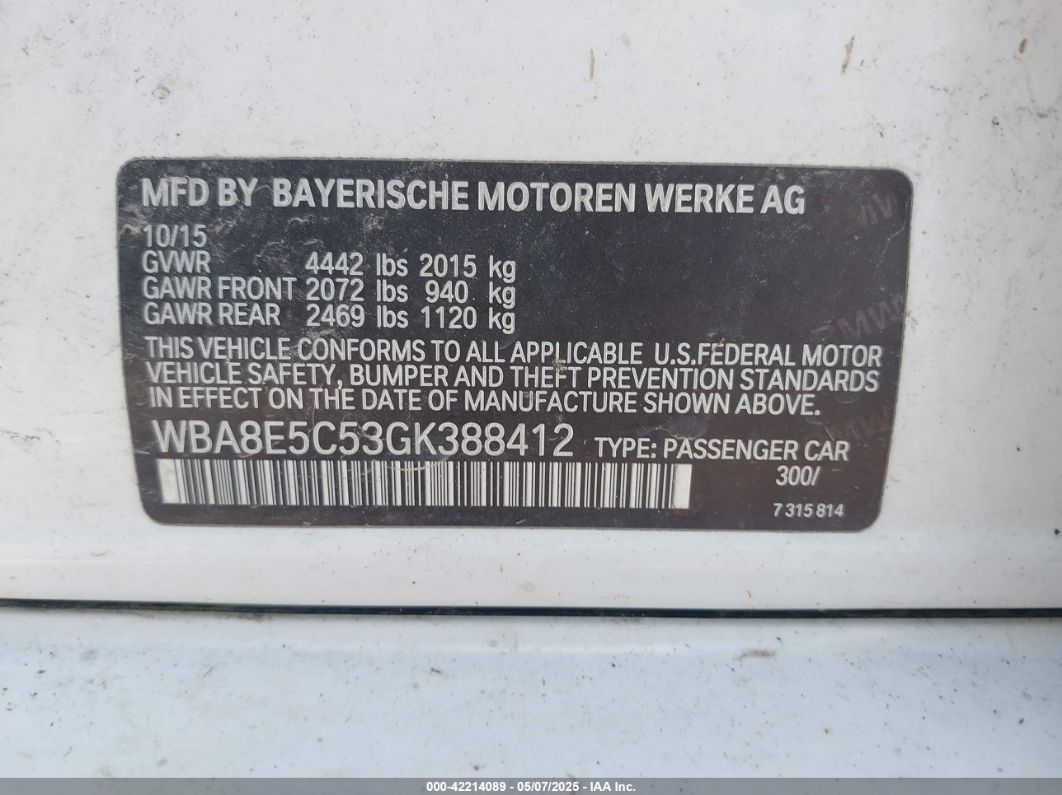 MFD BY BAYERISCHE MOTOREN WERKE AG
10/15
GVWR 4442 lbs 2015 kg
GAWR FRONT 2072 lbs 940 kg
GAWR REAR 2469 lbs 1120 kg
THIS VEHICLE CONFORMS TO ALL APPLICABLE U.S.FEDERAL MOTOR
VEHICLE SAFETY, BUMPER AND THEFT PREVENTION STANDARDS
IN EFFECT ON THE DATE OF MANUFACTURE SHOWN ABOVE.
WBA8E5C53GK388412 TYPE: PASSENGER CAR
300/
7 315 814
000-42214089 - 05/07/2025 - IAA Inc.